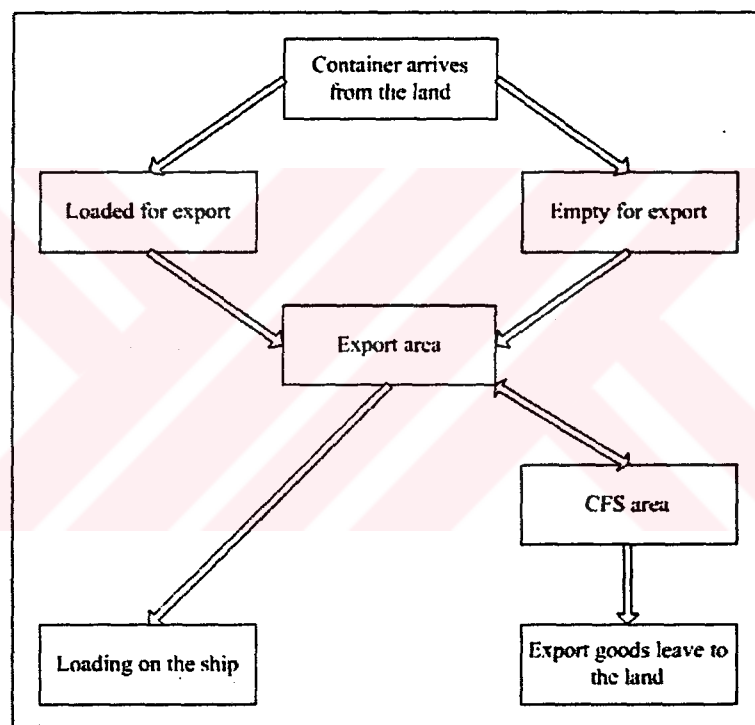 Container arrives
from the land
Loaded for export
Empty for export
Export area
CFS area
Loading on the ship
Export goods leave to
the land